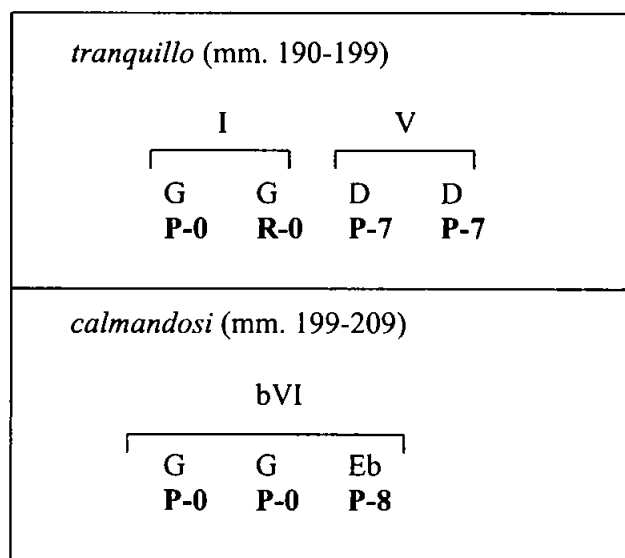 tranquillo (mm. 190-199)
I V
G G D D
P-0 R-0 P-7 P-7
calmandosi (mm. 199-209)
bVI
G G Eb
P-0 P-0 P-8